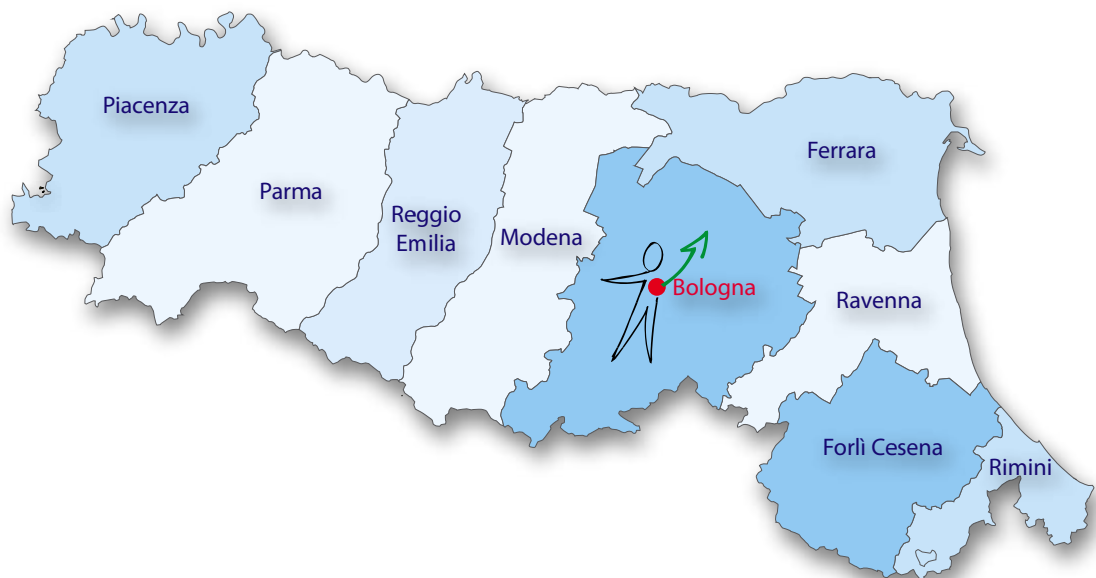 Piacenza
Parma
Reggio
Emilia
Modena
Ferrara
Bologna
Ravenna
Forlì Cesena
Rimini